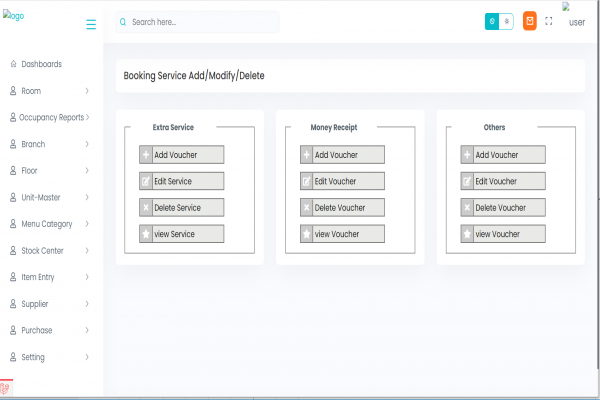 logo
Search here...
user
Dashboards
Room
Occupancy Reports
Branch
Floor
Unit-Master
Menu Category
Stock Center
Item Entry
Supplier
Purchase
Setting
Booking Service Add/Modify/Delete
Extra Service
Add Voucher
Edit Service
Delete Service
view Service
Money Receipt
Add Voucher
Edit Voucher
Delete Voucher
view Voucher
Others
Add Voucher
Edit Voucher
Delete Voucher
view Voucher